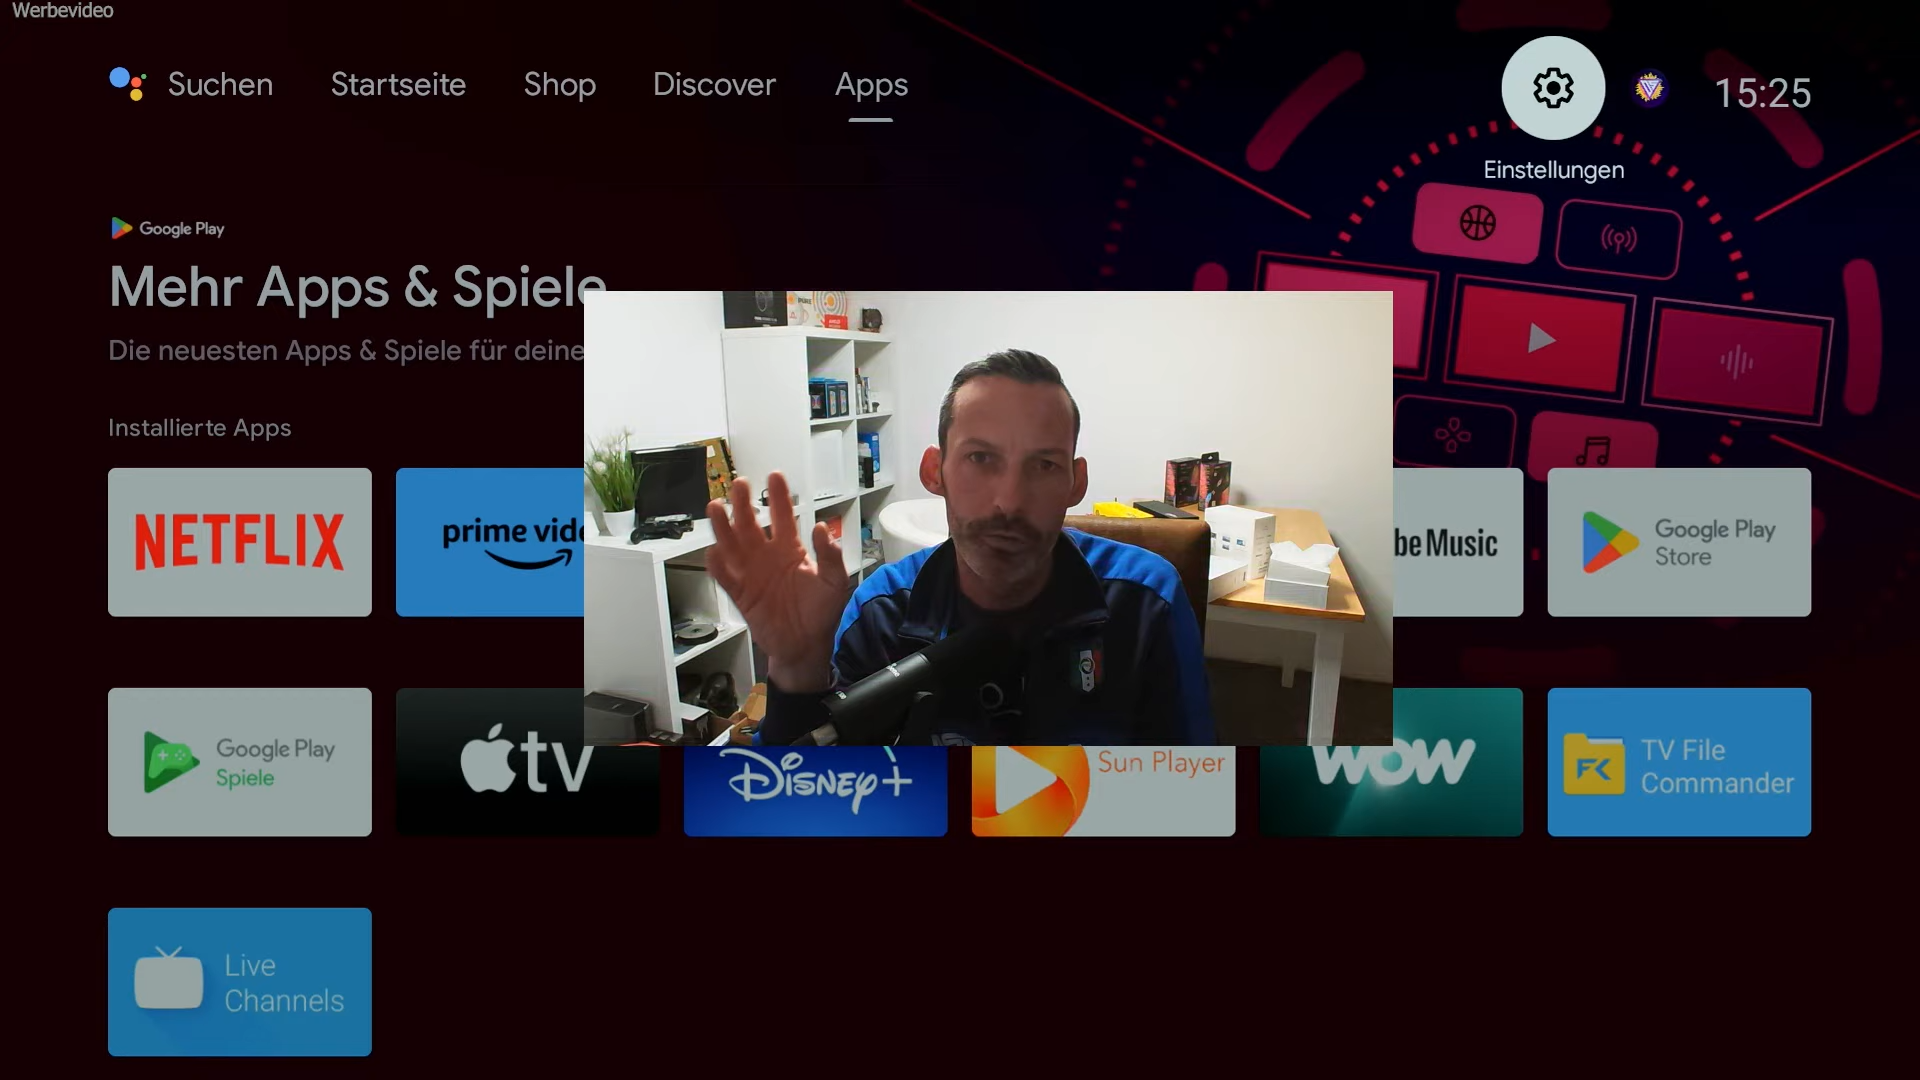 Werbevideo
Suchen
Startseite
Shop
Discover
Apps
15:25
Einstellungen
Google Play
Mehr Apps & Spiele
Die neuesten Apps & Spiele für deine
Installierte Apps
NETFLIX
prime vide
be Music
Google Play
Store
Google Play
Spiele
tv
Disney+
Sun Player
wow
FK
TV File
Commander
Live
Channels